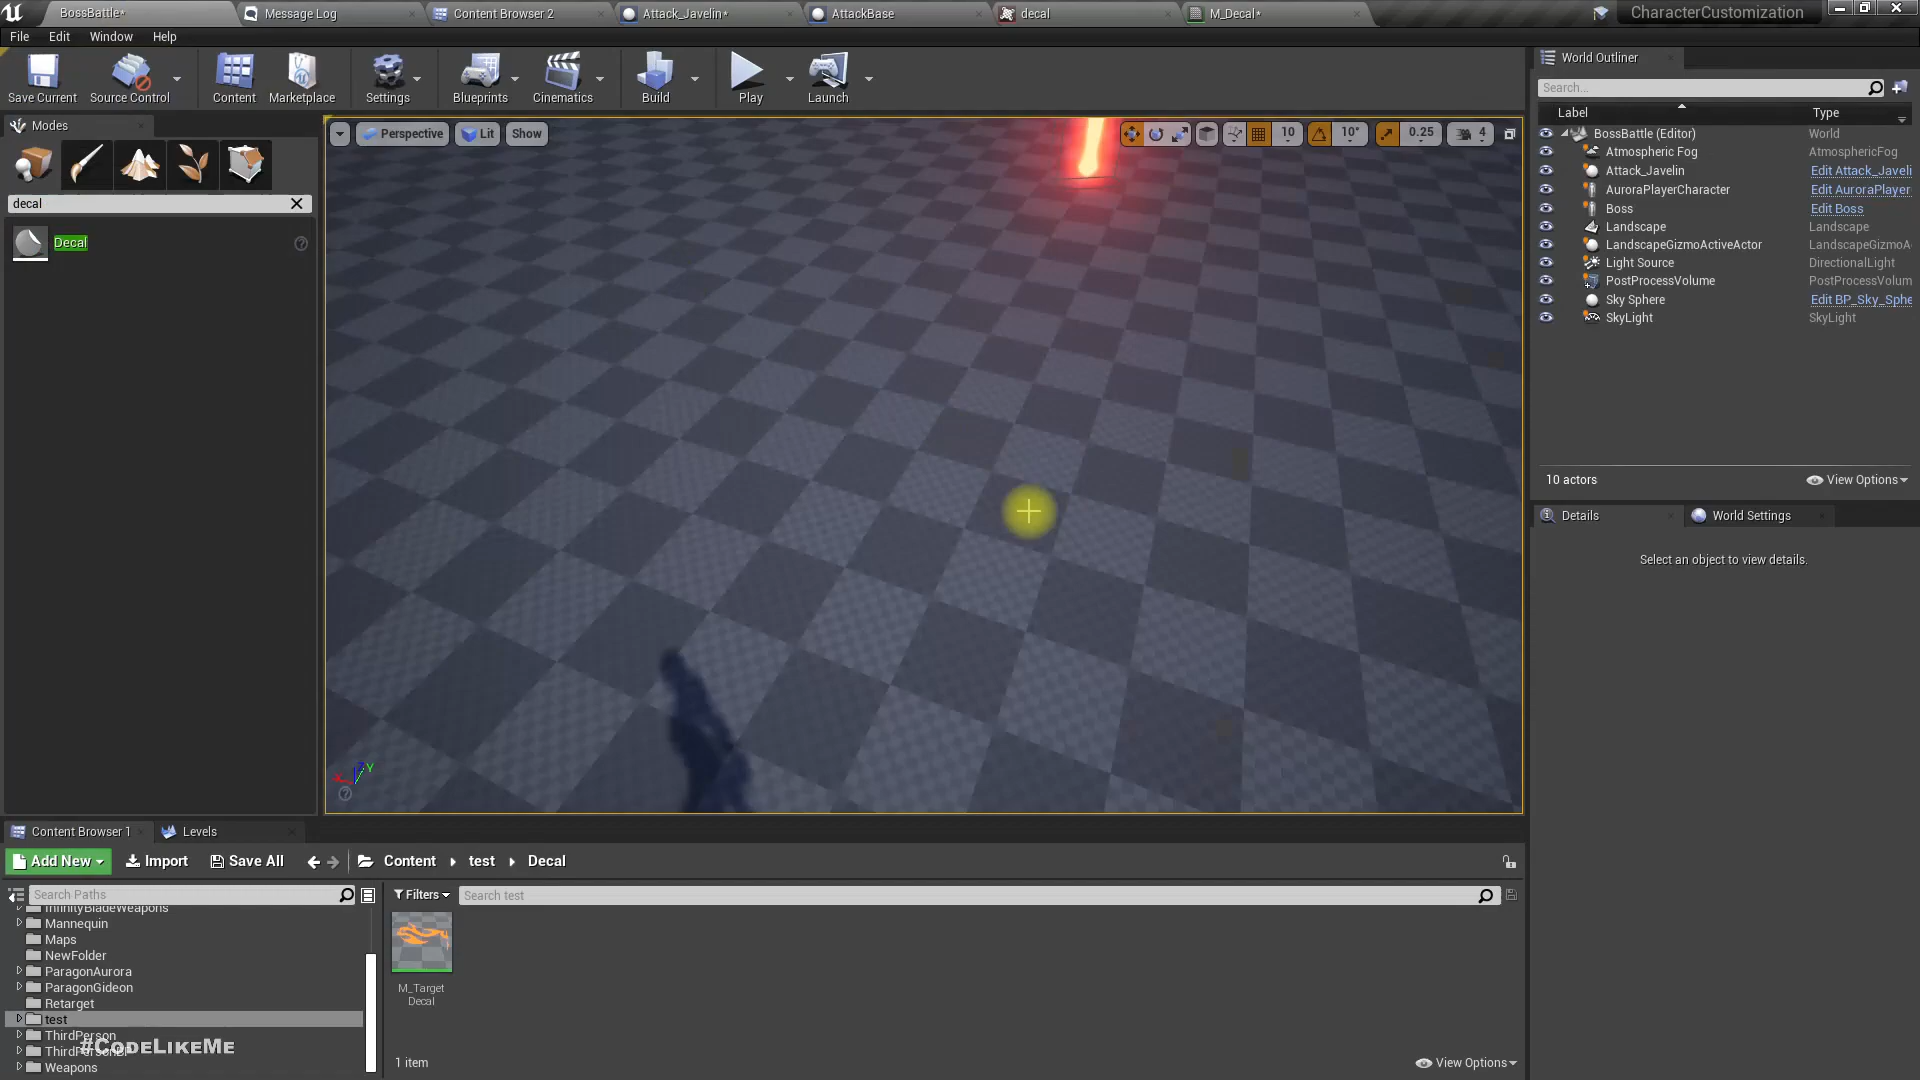 BossBattle*
Message Log
Content Browser 2
Attack_Javelin*
AttackBase
decal
M_Decal*
CharacterCustomization
File Edit Window Help
Save Current
Source Control
Content
Marketplace
Settings
Blueprints
Cinematics
Build
Play
Launch
Modes
decal
Decal
Perspective
Lit
Show
10
10°
0.25
4
X Z Y
World Outliner
Search...
Label Type
BossBattle (Editor) World
Atmospheric Fog AtmosphericFog
Attack_Javelin Edit Attack_Javeli
AuroraPlayerCharacter Edit AuroraPlayer
Boss Edit Boss
Landscape Landscape
LandscapeGizmoActiveActor LandscapeGizmoA
Light Source DirectionalLight
PostProcessVolume PostProcessVolum
Sky Sphere Edit BP_Sky_Sphe
SkyLight SkyLight
10 actors
View Options
Details
World Settings
Select an object to view details.
Content Browser 1
Levels
Add New
Import
Save All
Content
test
Decal
Search Paths
Filters
Search test
InfinityBladeWeapons
Mannequin
Maps
NewFolder
ParagonAurora
ParagonGideon
Retarget
test
ThirdPerson
Weapons
#CodeLikeMe
M_Target
Decal
1 item
View Options